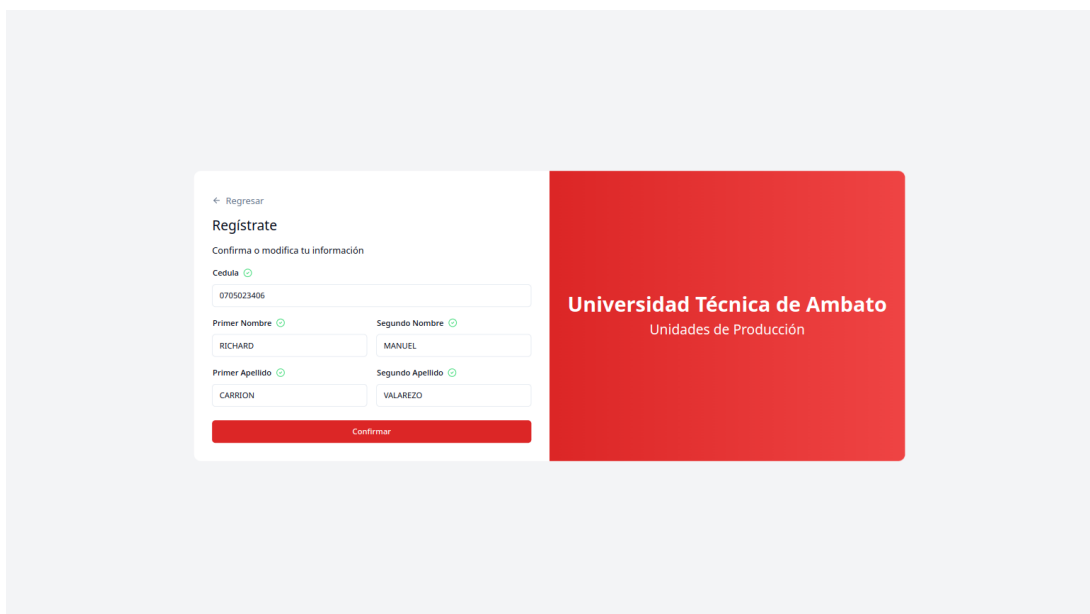 Regresar
Regístrate
Confirma o modifica tu información
Cedula
0705023406
Primer Nombre
Segundo Nombre
RICHARD
MANUEL
Primer Apellido
Segundo Apellido
CARRION
VALAREZO
Confirmar
Universidad Técnica de Ambato
Unidades de Producción